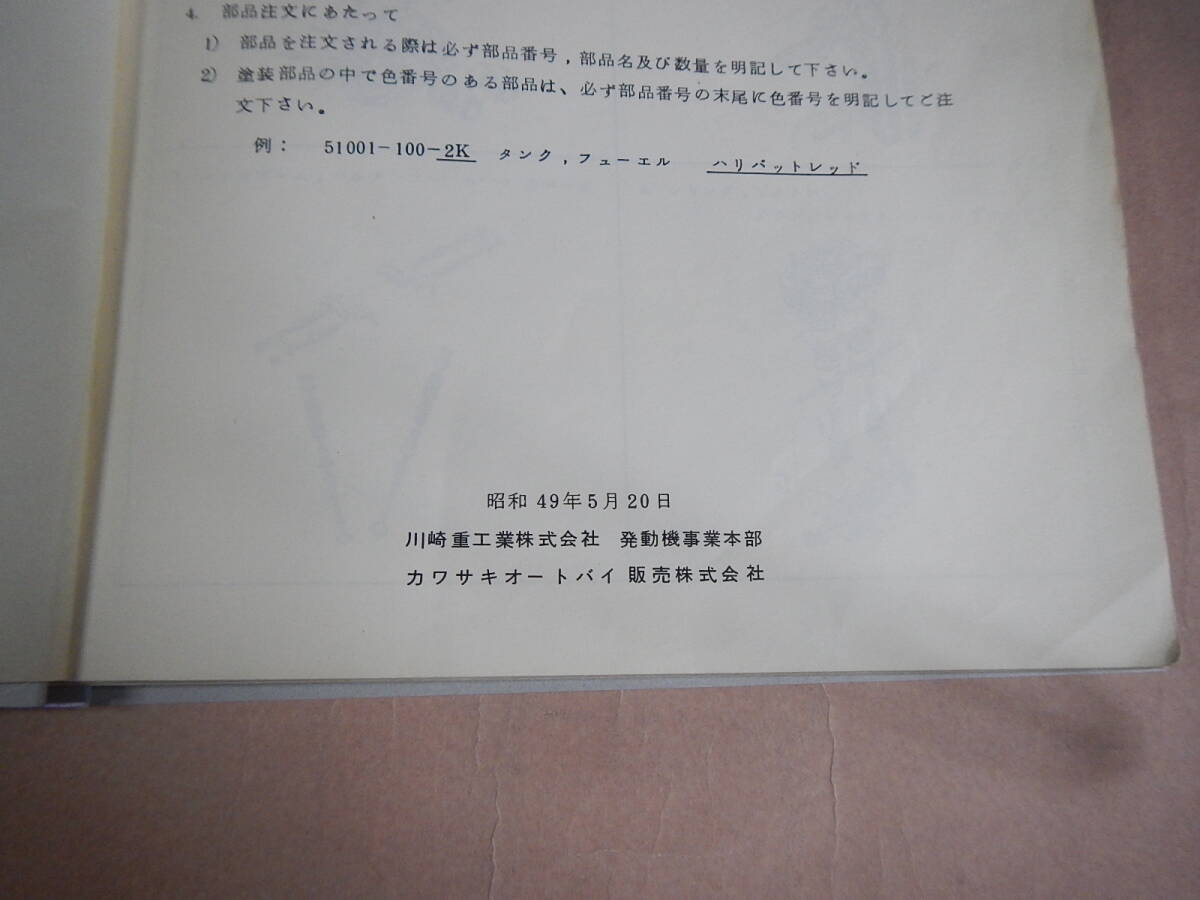 4. 部品注文にあたって
1) 部品を注文される際は必ず部品番号，部品名及び数量を明記して下さい。
2) 塗装部品の中で色番号のある部品は、必ず部品番号の末尾に色番号を明記してご注
文下さい。
例： 51001-100-2K タンク，フューエル ハリバットレッド
昭和49年5月20日
川崎重工業株式会社 発動機事業本部
カワサキオートバイ販売株式会社